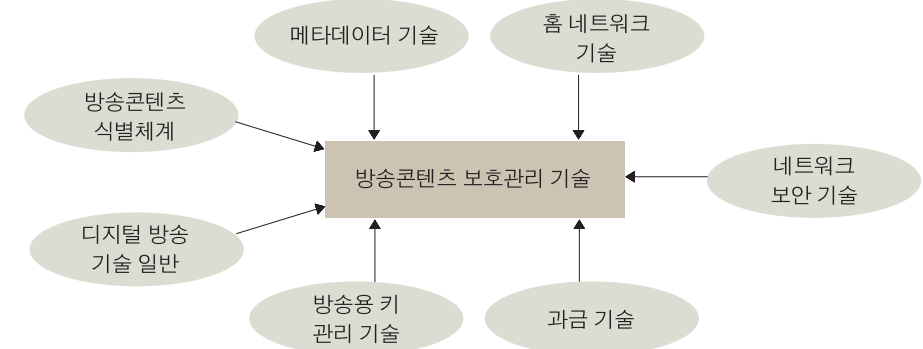 메타데이터 기술
홈 네트워크
기술
방송콘텐츠
식별체계
방송콘텐츠 보호관리 기술
네트워크
보안 기술
디지털 방송
기술 일반
방송용 키
관리 기술
과금 기술